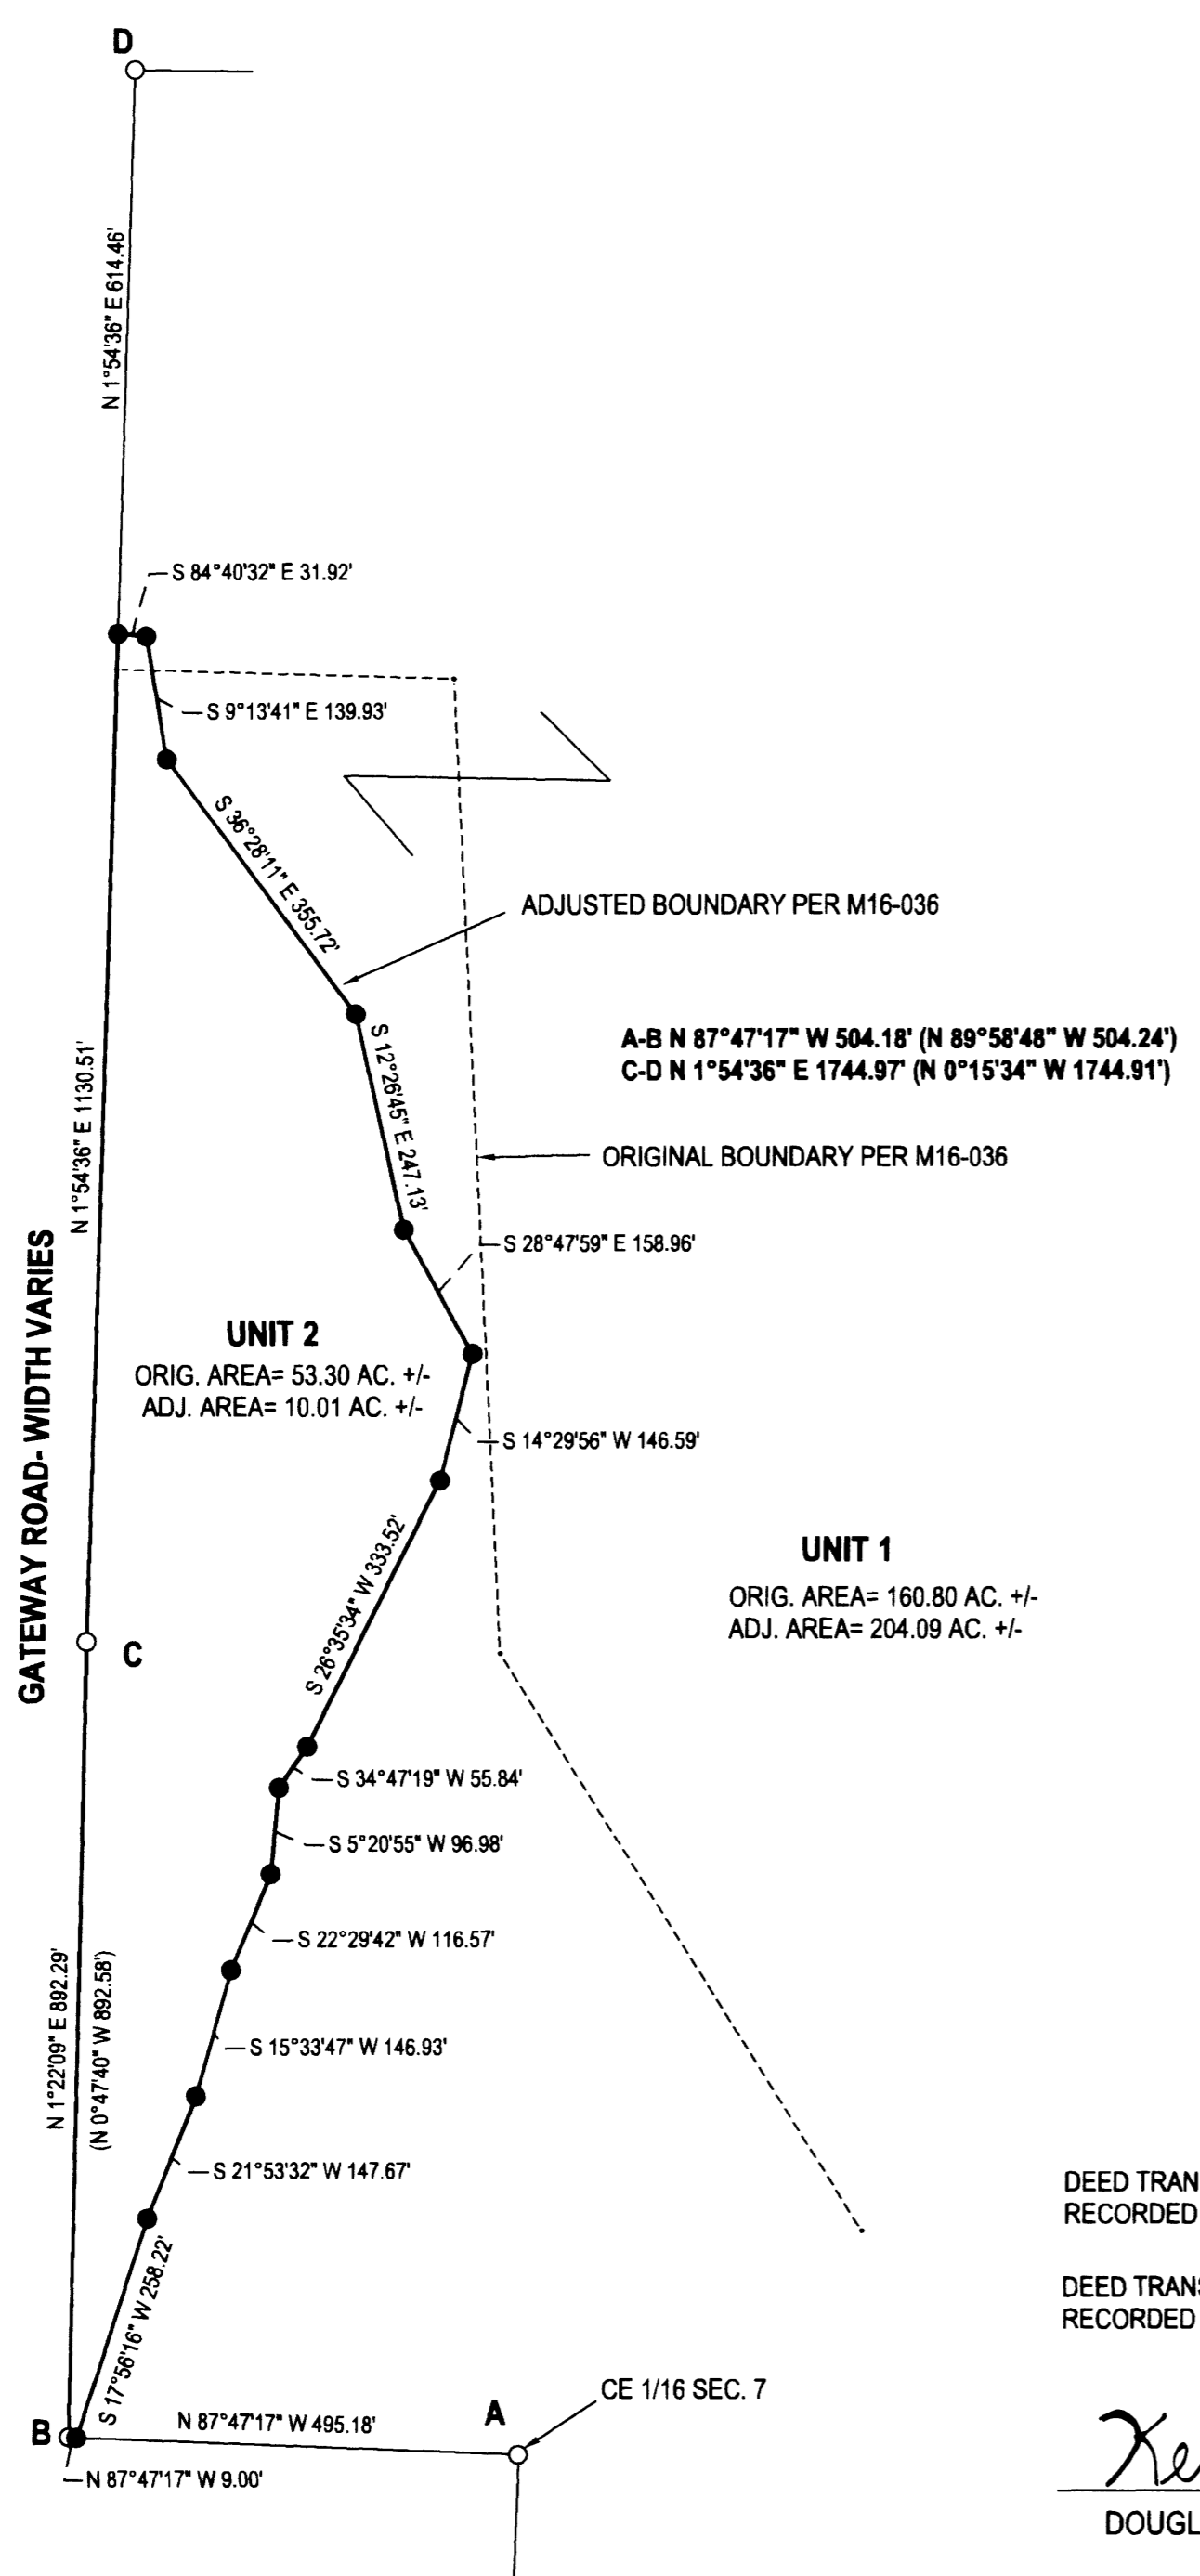 D
N 1°54'36" E 614.46'
S 84°40'32" E 31.92'
S 9°13'41" E 139.93'
S 36°28'11" E 355.72'
ADJUSTED BOUNDARY PER M16-036
A-B N 87°47'17" W 504.18' (N 89°58'48" W 504.24')
C-D N 1°54'36" E 1744.97' (N 0°15'34" W 1744.91')
S 12°26'45" E 247.13'
N 1°54'36" E 1130.51'
ORIGINAL BOUNDARY PER M16-036
S 28°47'59" E 158.96'
GATEWAY ROAD- WIDTH VARIES
UNIT 2
ORIG. AREA= 53.30 AC. +/-
ADJ. AREA= 10.01 AC. +/-
S 14°29'56" W 146.59'
S 26°35'34" W 333.52'
UNIT 1
ORIG. AREA= 160.80 AC. +/-
ADJ. AREA= 204.09 AC. +/-
C
S 34°47'19" W 55.84'
S 5°20'55" W 96.98'
S 22°29'42" W 116.57'
N 1°22'09" E 892.29'
(N 0°47'40" W 892.58')
S 15°33'47" W 146.93'
S 21°53'32" W 147.67'
DEED TRAN
RECORDED
S 17°56'16" W 258.22'
DEED TRANS
RECORDED
CE 1/16 SEC. 7
B
N 87°47'17" W 495.18'
A
N 87°47'17" W 9.00'
Ke
DOUGL